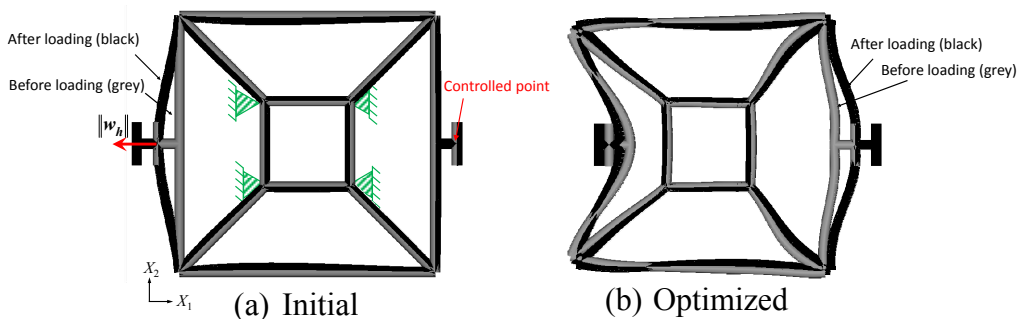 After loading (black)
Before loading (grey)
‖w_h‖
Controlled point
X₂
X₁
(a) Initial
After loading (black)
Before loading (grey)
(b) Optimized